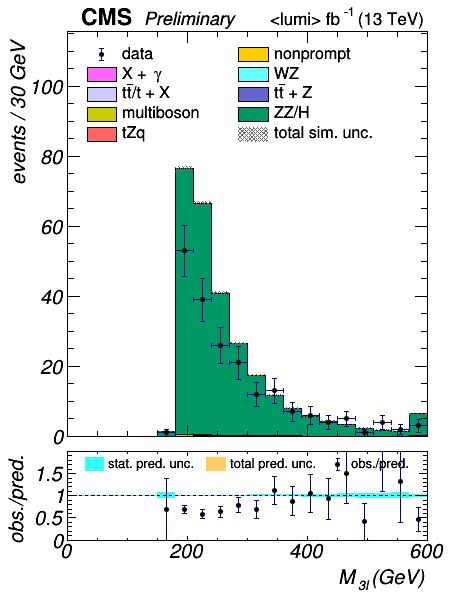 CMS Preliminary <lumi> fb⁻¹ (13 TeV)
events / 30 GeV
100
80
60
40
20
0
data
nonprompt
X + γ
WZ
tt̄/t + X
tt̄ + Z
multiboson
ZZ/H
tZq
total sim. unc.
obs./pred.
1.5
1
0.5
0
stat. pred. unc.
total pred. unc.
obs./pred.
0
200
400
600
M3l (GeV)